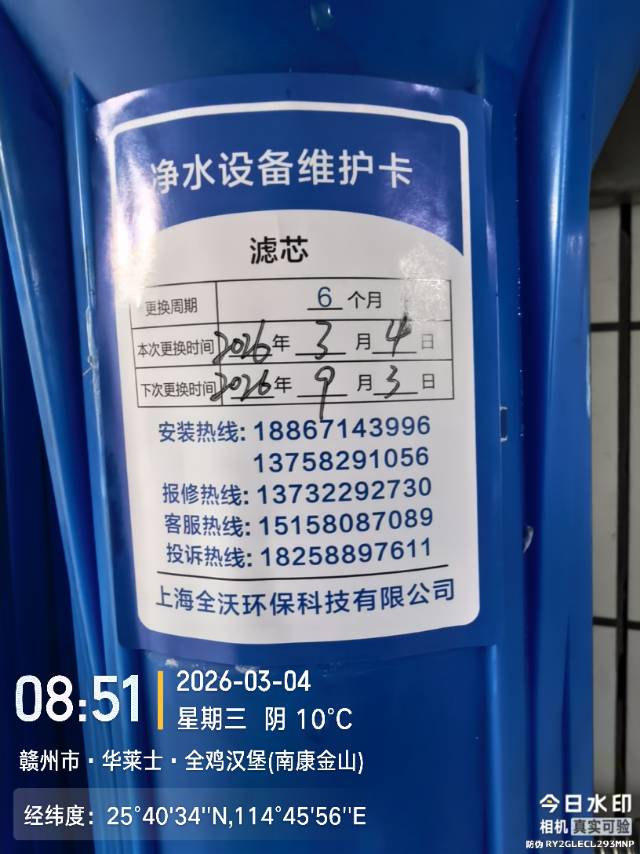 净水设备维护卡
滤芯
更换周期 6 个月
本次更换时间 2026 年 3 月 4 日
下次更换时间 2026 年 9 月 3 日
安装热线: 18867143996
13758291056
报修热线: 13732292730
客服热线: 15158087089
投诉热线: 18258897611
上海全沃环保科技有限公司
08:51
2026-03-04
星期三 阴 10℃
赣州市·华莱士·全鸡汉堡(南康金山)
经纬度: 25°40'34"N,114°45'56"E
今日水印
相机 真实可验
防伪 RY2GLECL293MNP